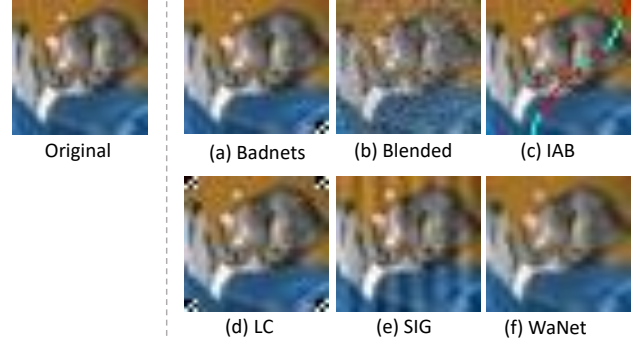 Original
(a) Badnets
(b) Blended
(c) IAB
(d) LC
(e) SIG
(f) WaNet